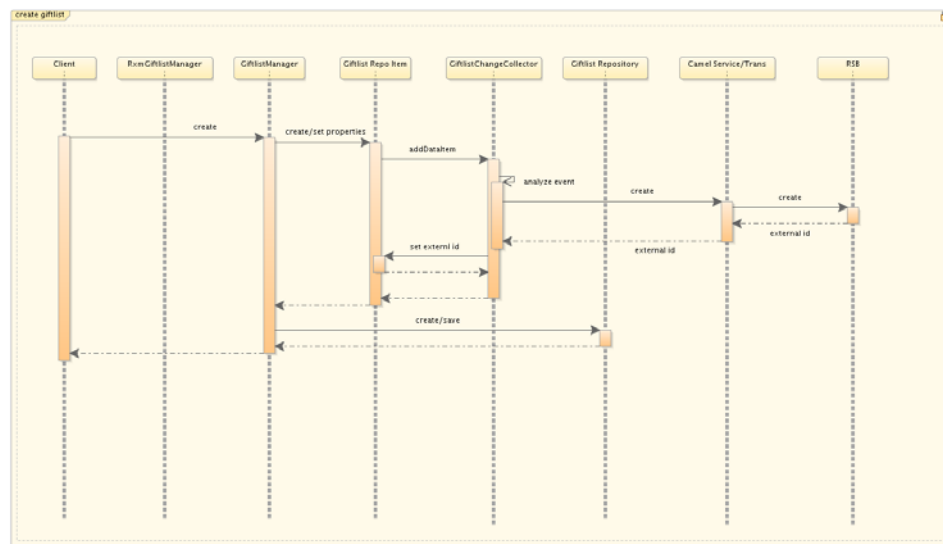 create giftlist
Client
RxmGiftlistManager
GiftlistManager
Giftlist Repo Item
GiftlistChangeCollector
Giftlist Repository
Camel Service/Trans
RSB
create
create/set properties
addDataItem
analyze event
create
create
external id
external id
set externl id
create/save